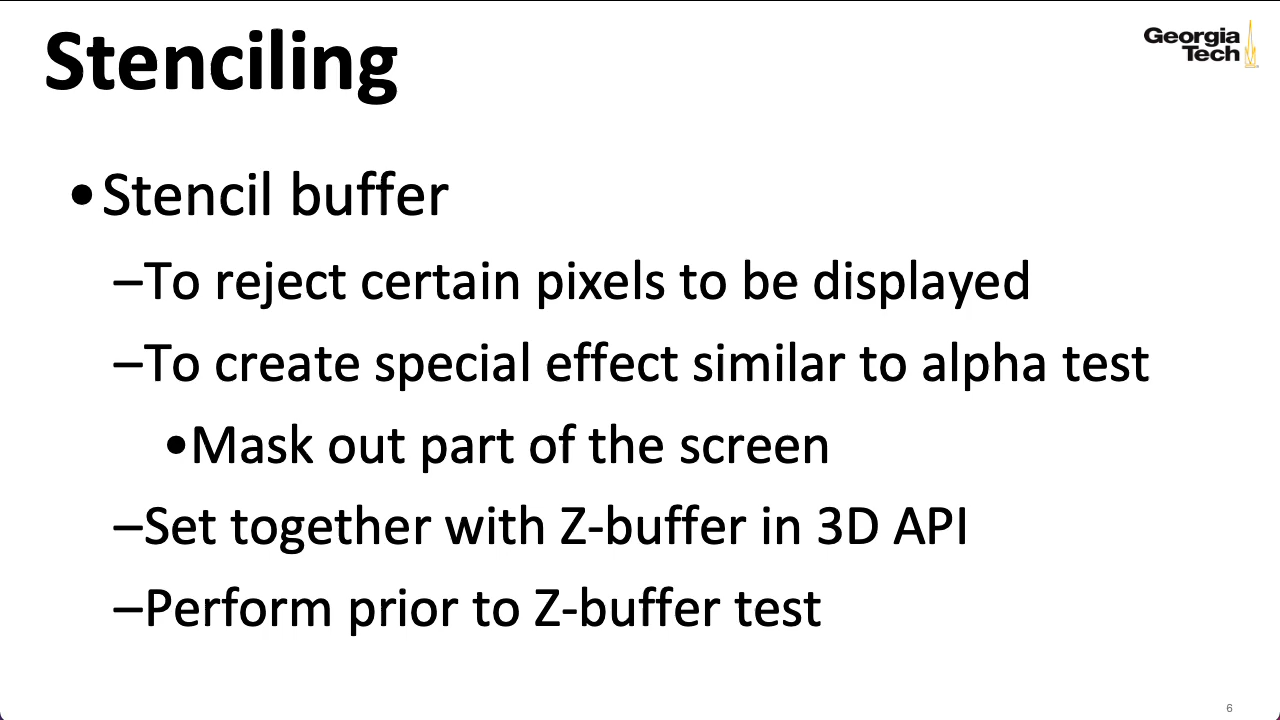 Stenciling
Georgia
Tech
•Stencil buffer
–To reject certain pixels to be displayed
–To create special effect similar to alpha test
•Mask out part of the screen
–Set together with Z-buffer in 3D API
–Perform prior to Z-buffer test
6